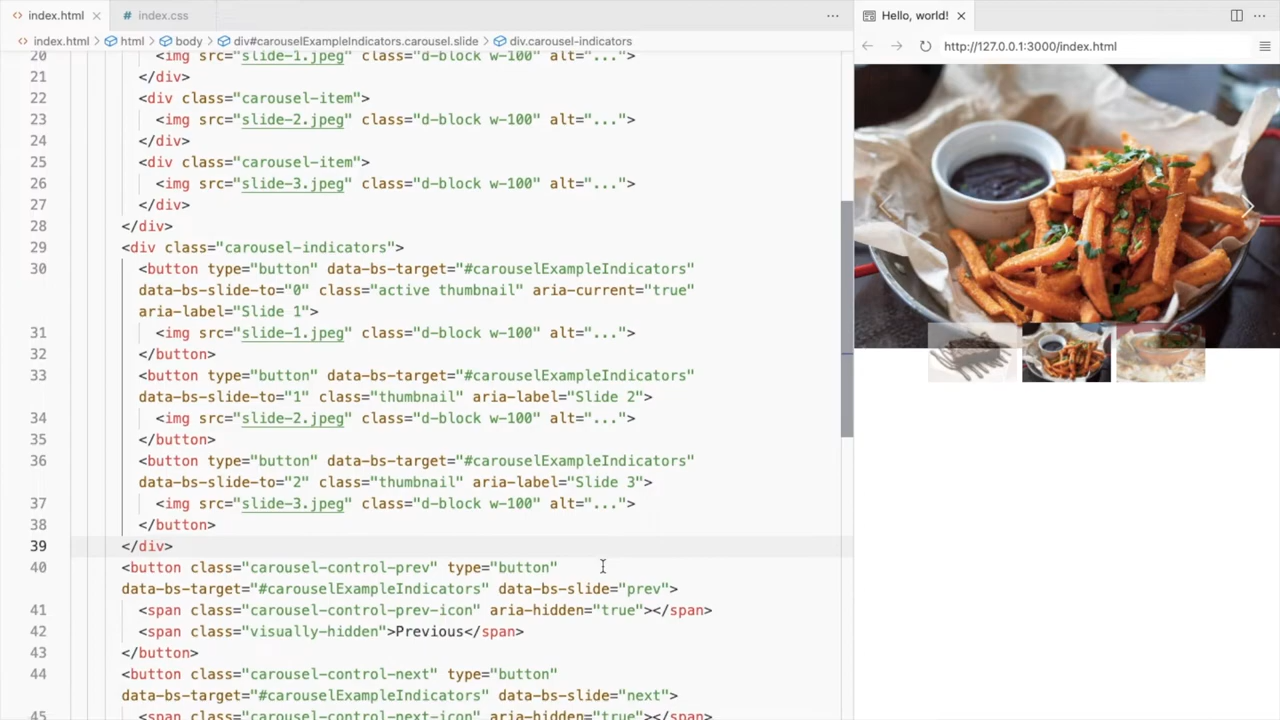 index.html
index.css
Hello, world!
index.html > html > body > div#carouselExampleIndicators.carousel.slide > div.carousel-indicators
http://127.0.0.1:3000/index.html
20 <img src="slide-1.jpeg" class="d-block w-100" alt="...">
21 </div>
22 <div class="carousel-item">
23 <img src="slide-2.jpeg" class="d-block w-100" alt="...">
24 </div>
25 <div class="carousel-item">
26 <img src="slide-3.jpeg" class="d-block w-100" alt="...">
27 </div>
28 </div>
29 <div class="carousel-indicators">
30 <button type="button" data-bs-target="#carouselExampleIndicators"
data-bs-slide-to="0" class="active thumbnail" aria-current="true"
aria-label="Slide 1">
31 <img src="slide-1.jpeg" class="d-block w-100" alt="...">
32 </button>
33 <button type="button" data-bs-target="#carouselExampleIndicators"
data-bs-slide-to="1" class="thumbnail" aria-label="Slide 2">
34 <img src="slide-2.jpeg" class="d-block w-100" alt="...">
35 </button>
36 <button type="button" data-bs-target="#carouselExampleIndicators"
data-bs-slide-to="2" class="thumbnail" aria-label="Slide 3">
37 <img src="slide-3.jpeg" class="d-block w-100" alt="...">
38 </button>
39 </div>
40 <button class="carousel-control-prev" type="button"
data-bs-target="#carouselExampleIndicators" data-bs-slide="prev">
41 <span class="carousel-control-prev-icon" aria-hidden="true"></span>
42 <span class="visually-hidden">Previous</span>
43 </button>
44 <button class="carousel-control-next" type="button"
data-bs-target="#carouselExampleIndicators" data-bs-slide="next">
45 <span class="carousel-control-next-icon" aria-hidden="true"></span>